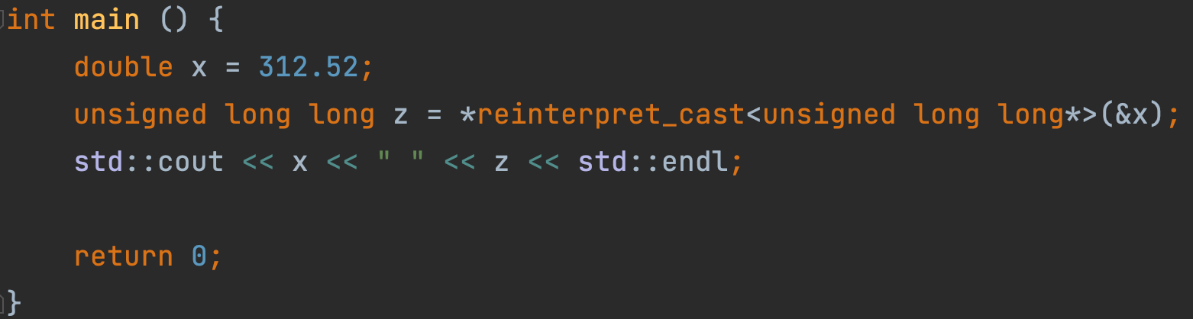 int main () {
    double x = 312.52;
    unsigned long long z = *reinterpret_cast<unsigned long long*>(&x);
    std::cout << x << " " << z << std::endl;

    return 0;
}